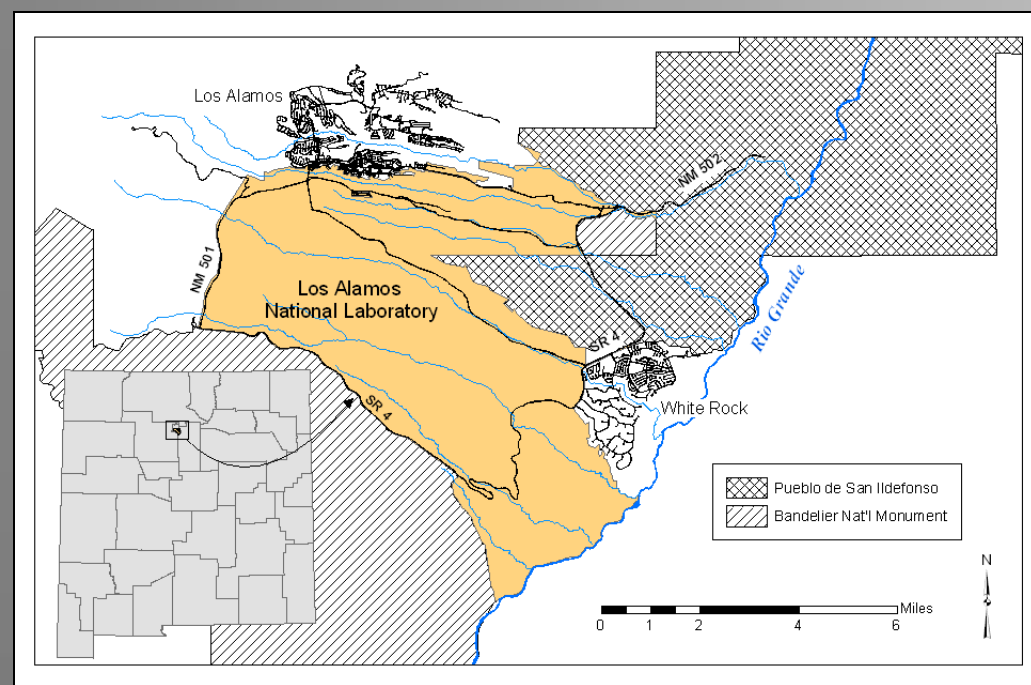 Los Alamos
NM 502
NM 501
Los Alamos
National Laboratory
Rio Grande
SR 4
White Rock
SR 4
Pueblo de San Ildefonso
Bandelier Nat'l Monument
N
Miles
0 1 2 4 6